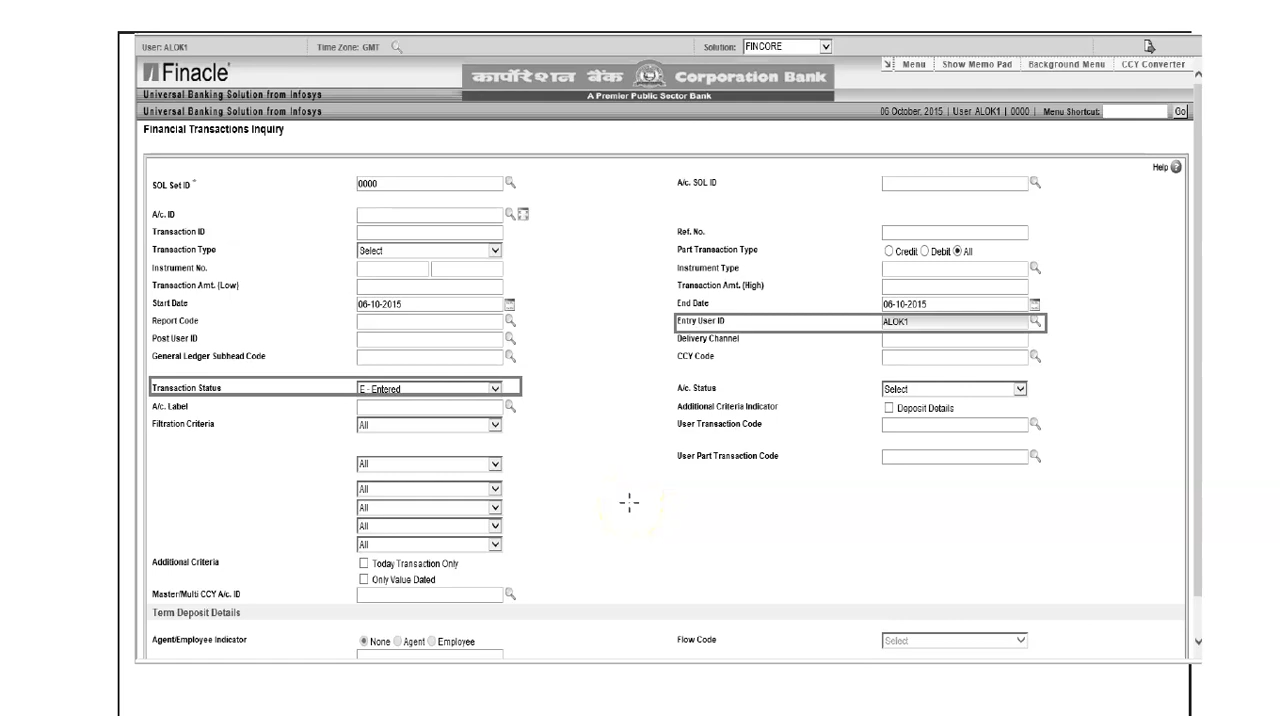 User: ALOK1 Time Zone: GMT Solution: FINCORE
Menu Show Memo Pad Background Menu CCY Converter
Finacle
कार्पोरेशन बैंक Corporation Bank
Universal Banking Solution from Infosys A Premier Public Sector Bank
Universal Banking Solution from Infosys 06 October, 2015 | User ALOK1 | 0000 | Menu Shortcut: Go
Financial Transactions Inquiry
Help ?
SOL Set ID * 0000 A/c. SOL ID
A/c. ID
Transaction ID Ref. No.
Transaction Type Select Part Transaction Type Credit Debit All
Instrument No. Instrument Type
Transaction Amt. (Low) Transaction Amt. (High)
Start Date 06-10-2015 End Date 06-10-2015
Report Code Entry User ID ALOK1
Post User ID Delivery Channel
General Ledger Subhead Code CCY Code
Transaction Status E - Entered A/c. Status Select
A/c. Label Additional Criteria Indicator Deposit Details
Filtration Criteria All User Transaction Code
All User Part Transaction Code
All
All
All
All
Additional Criteria Today Transaction Only
Only Value Dated
Master/Multi CCY A/c. ID
Term Deposit Details
Agent/Employee Indicator None Agent Employee Flow Code Select